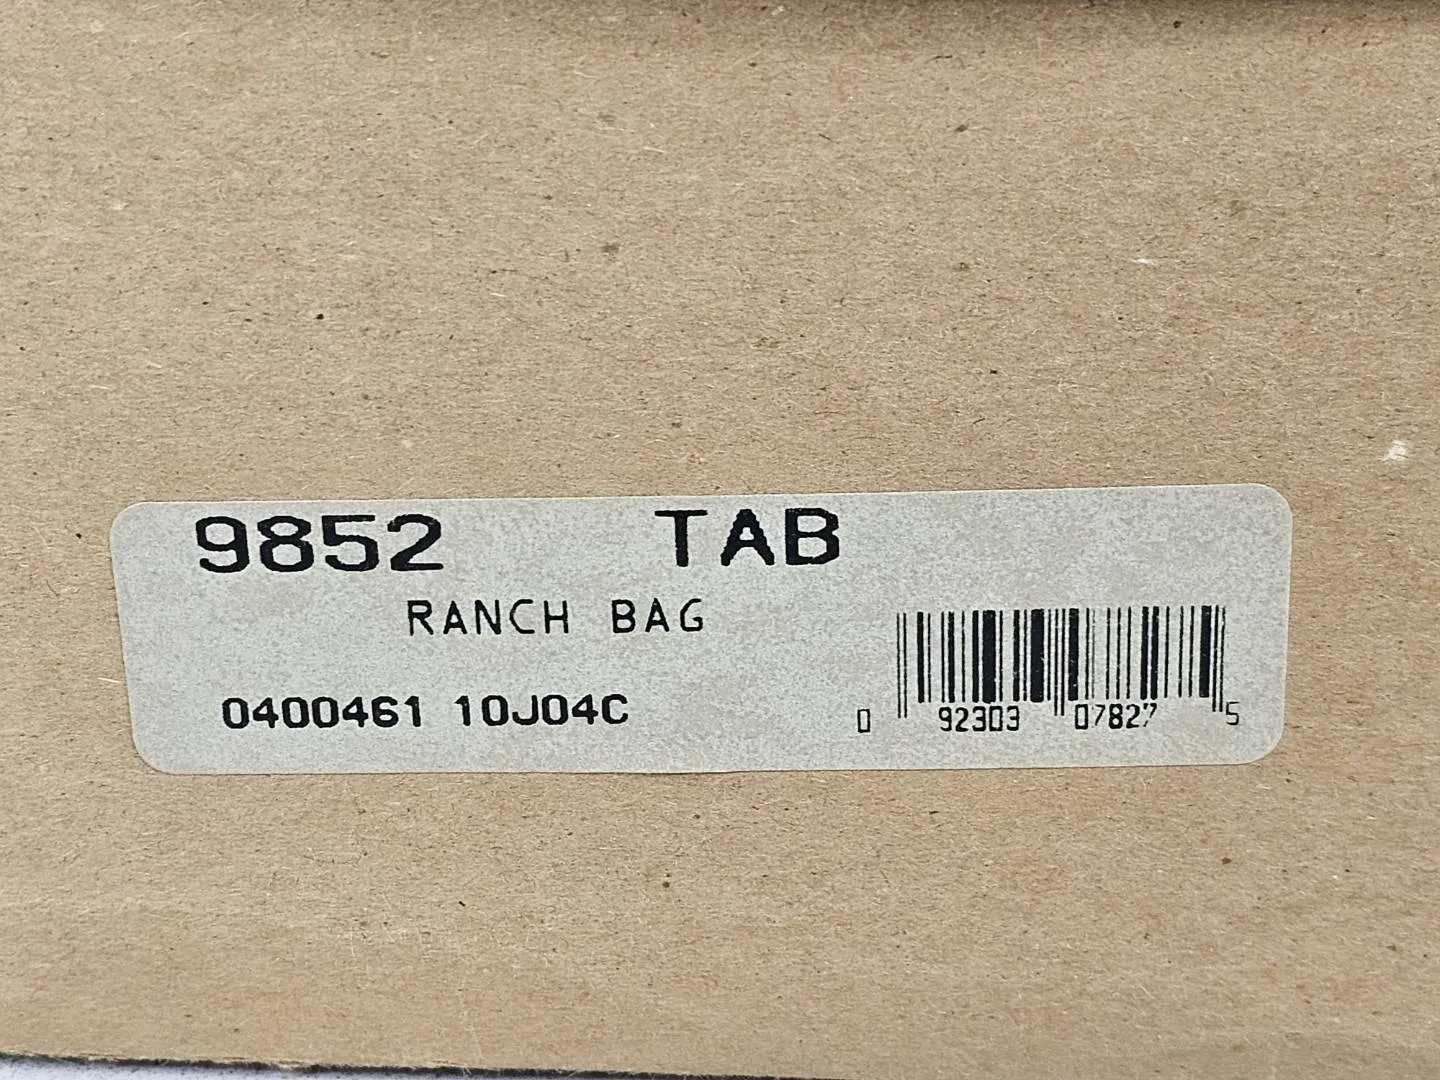 9852 TAB
RANCH BAG
0400461 10J04C
0 92303 07827 5